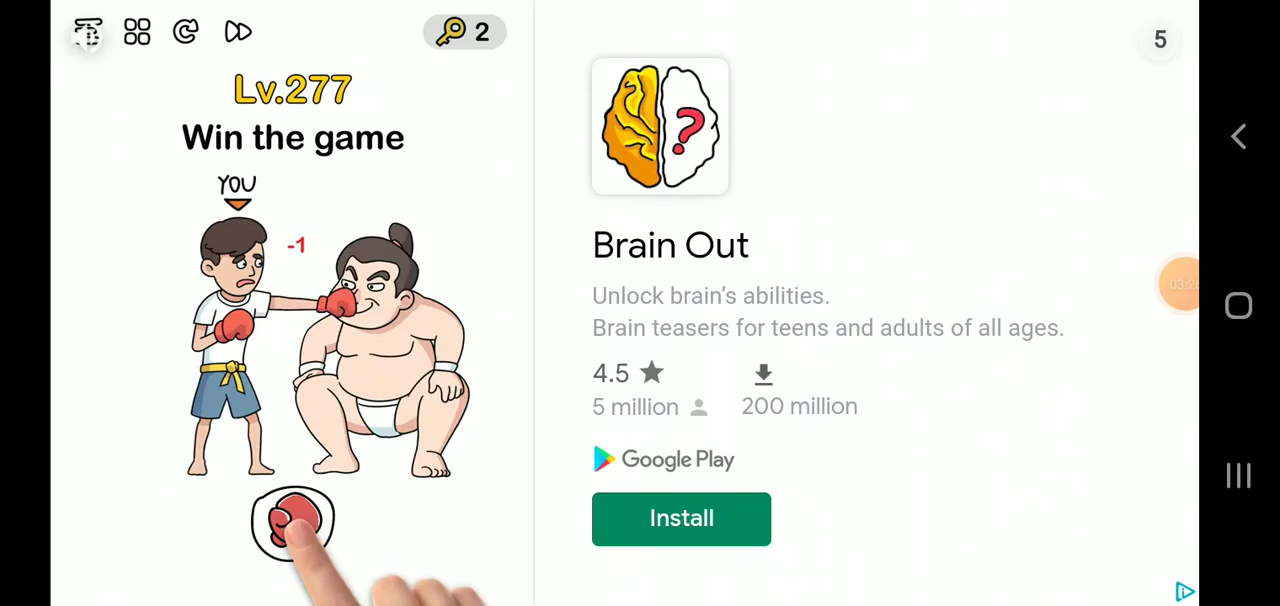 2
Lv.277
Win the game
YOU
-1
5
Brain Out
Unlock brain's abilities.
Brain teasers for teens and adults of all ages.
4.5
5 million
200 million
Google Play
Install